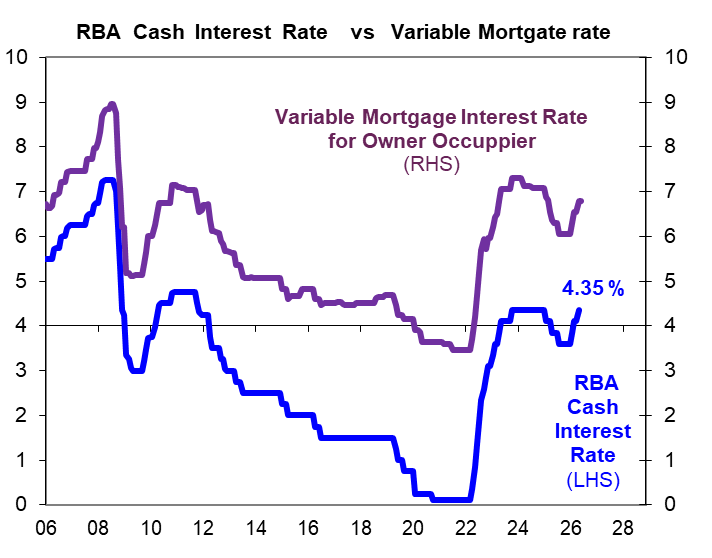 RBA Cash Interest Rate vs Variable Mortgate rate
10
9
8
7
6
5
4
3
2
1
0
10
9
8
7
6
5
4
3
2
1
0
Variable Mortgage Interest Rate
for Owner Occuppier
(RHS)
4.35 %
RBA
Cash
Interest
Rate
(LHS)
06 08 10 12 14 16 18 20 22 24 26 28